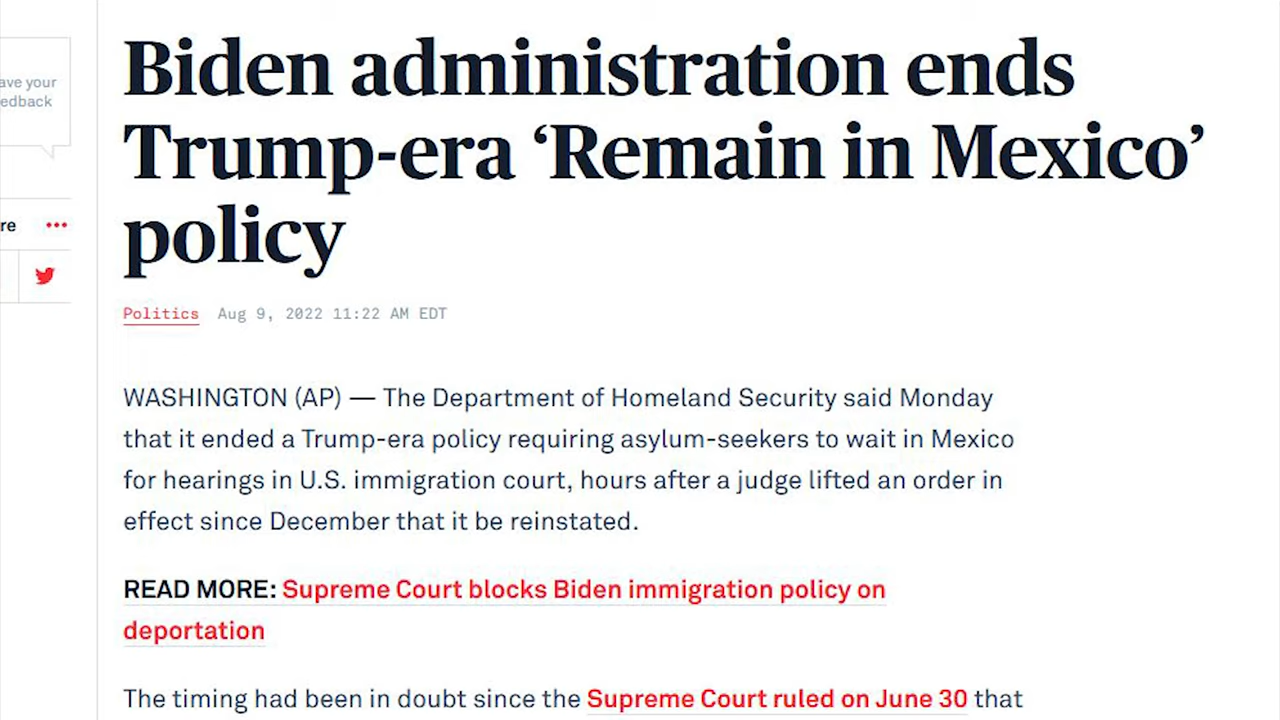 Biden administration ends
Trump-era ‘Remain in Mexico’
policy
ave your
edback
re
Politics Aug 9, 2022 11:22 AM EDT
WASHINGTON (AP) — The Department of Homeland Security said Monday
that it ended a Trump-era policy requiring asylum-seekers to wait in Mexico
for hearings in U.S. immigration court, hours after a judge lifted an order in
effect since December that it be reinstated.
READ MORE: Supreme Court blocks Biden immigration policy on
deportation
The timing had been in doubt since the Supreme Court ruled on June 30 that